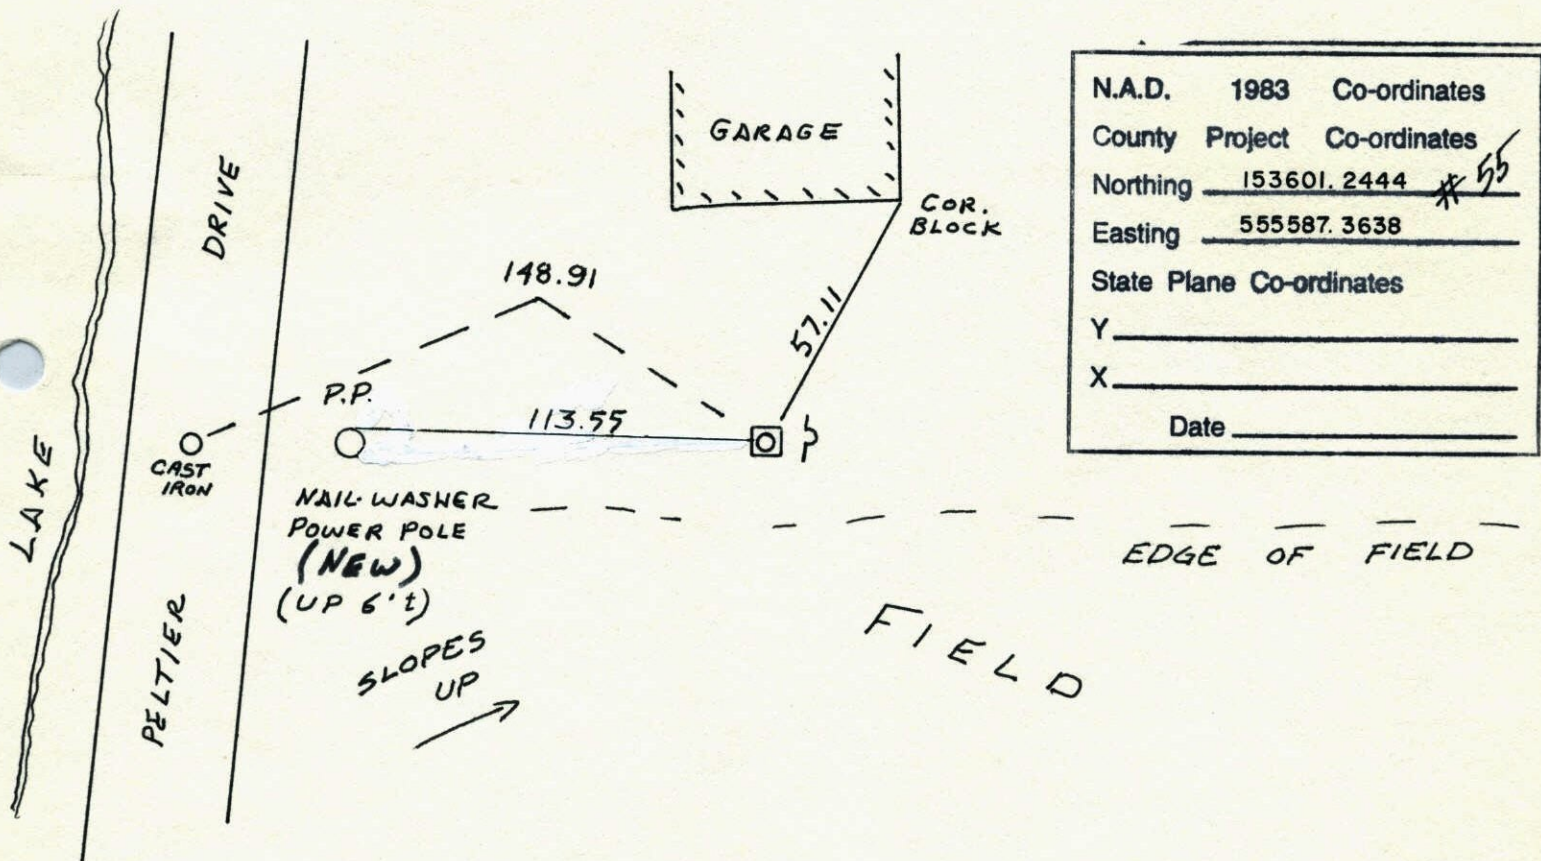 GARAGE
COR.
BLOCK
DRIVE
148.91
57.11
P.P.
113.55
CAST
IRON
LAKE
NAIL-WASHER
POWER POLE
(NEW)
(UP 6't)
EDGE OF FIELD
PELTIER
SLOPES
UP
FIELD
N.A.D. 1983 Co-ordinates
County Project Co-ordinates
Northing 153601.2444 # 55
Easting 555587.3638
State Plane Co-ordinates
Y
X
Date